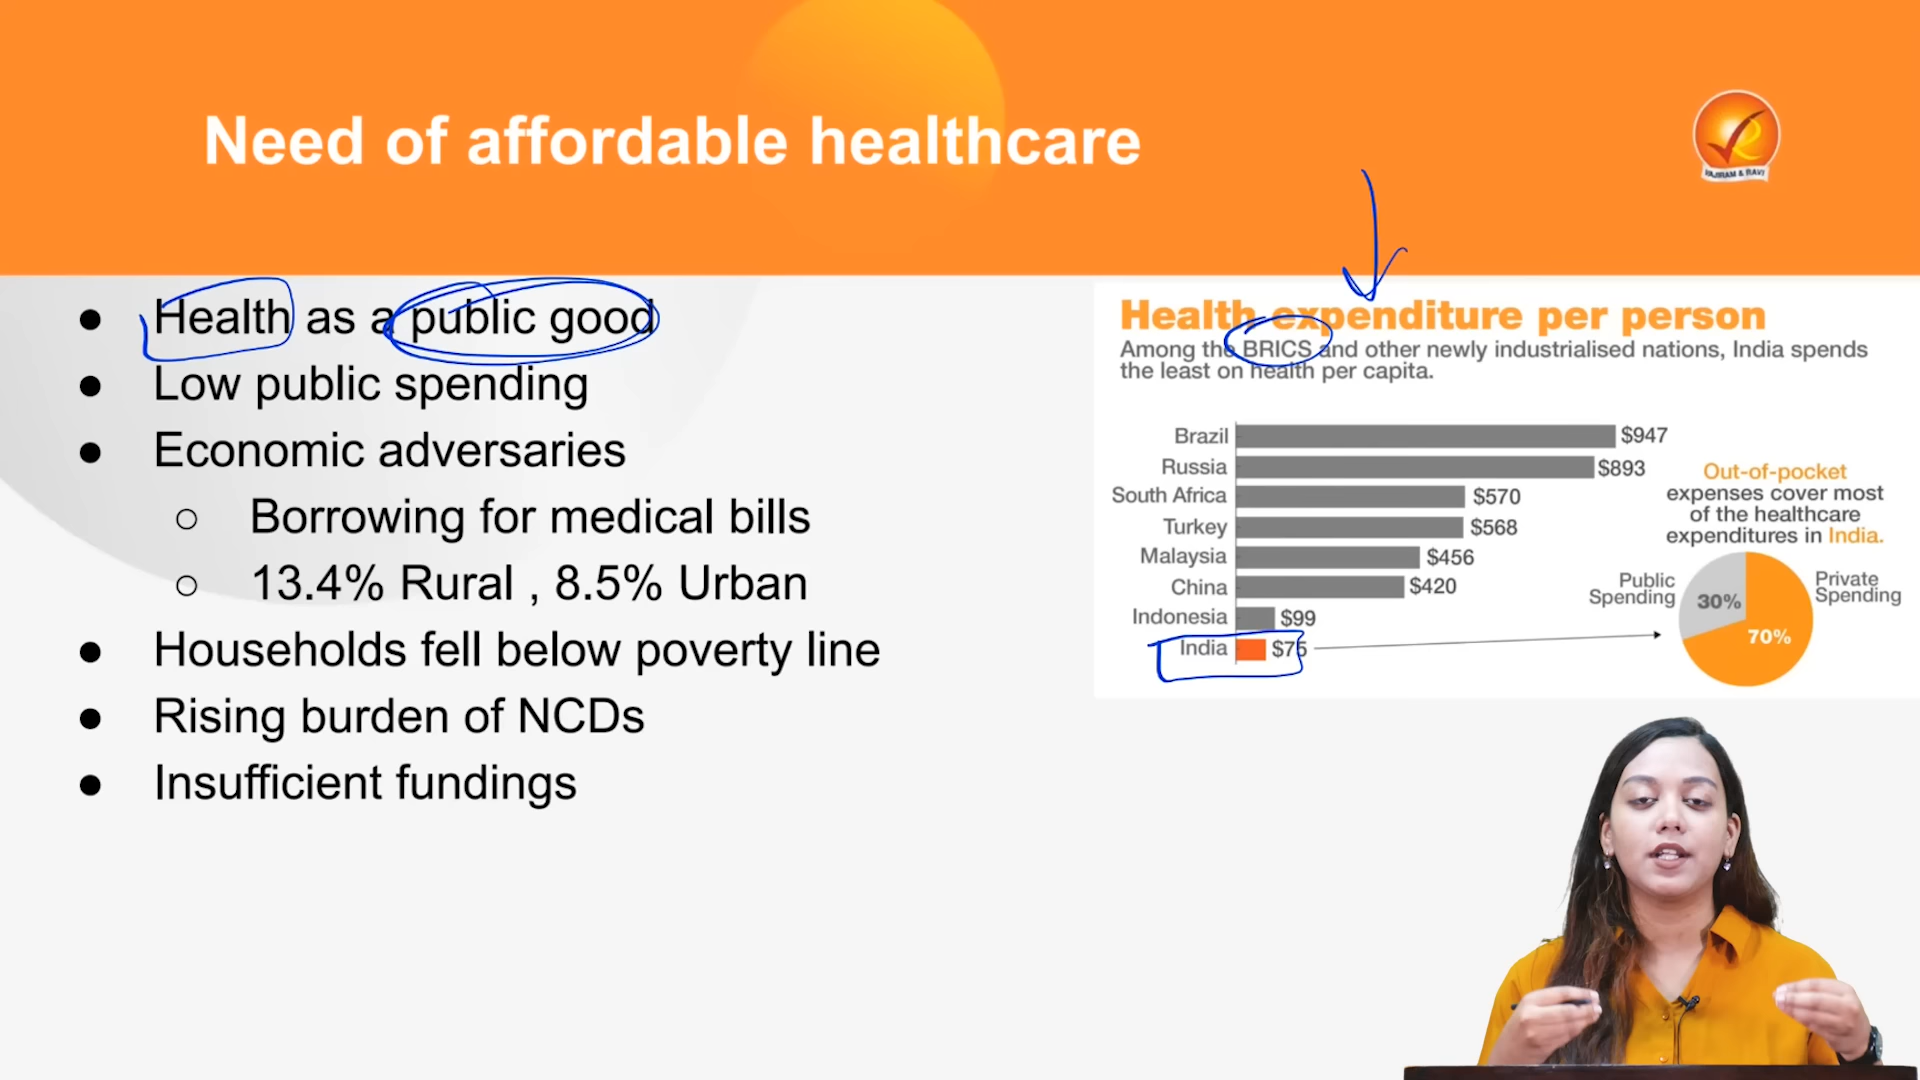 Need of affordable healthcare
VAJIRAM & RAVI
● Health as a public good
● Low public spending
● Economic adversaries
○ Borrowing for medical bills
○ 13.4% Rural , 8.5% Urban
● Households fell below poverty line
● Rising burden of NCDs
● Insufficient fundings
Health expenditure per person
Among the BRICS and other newly industrialised nations, India spends
the least on health per capita.
Brazil $947
Russia $893
South Africa $570
Turkey $568
Malaysia $456
China $420
Indonesia $99
India $75
Out-of-pocket
expenses cover most
of the healthcare
expenditures in India.
Public
Spending
30%
Private
Spending
70%